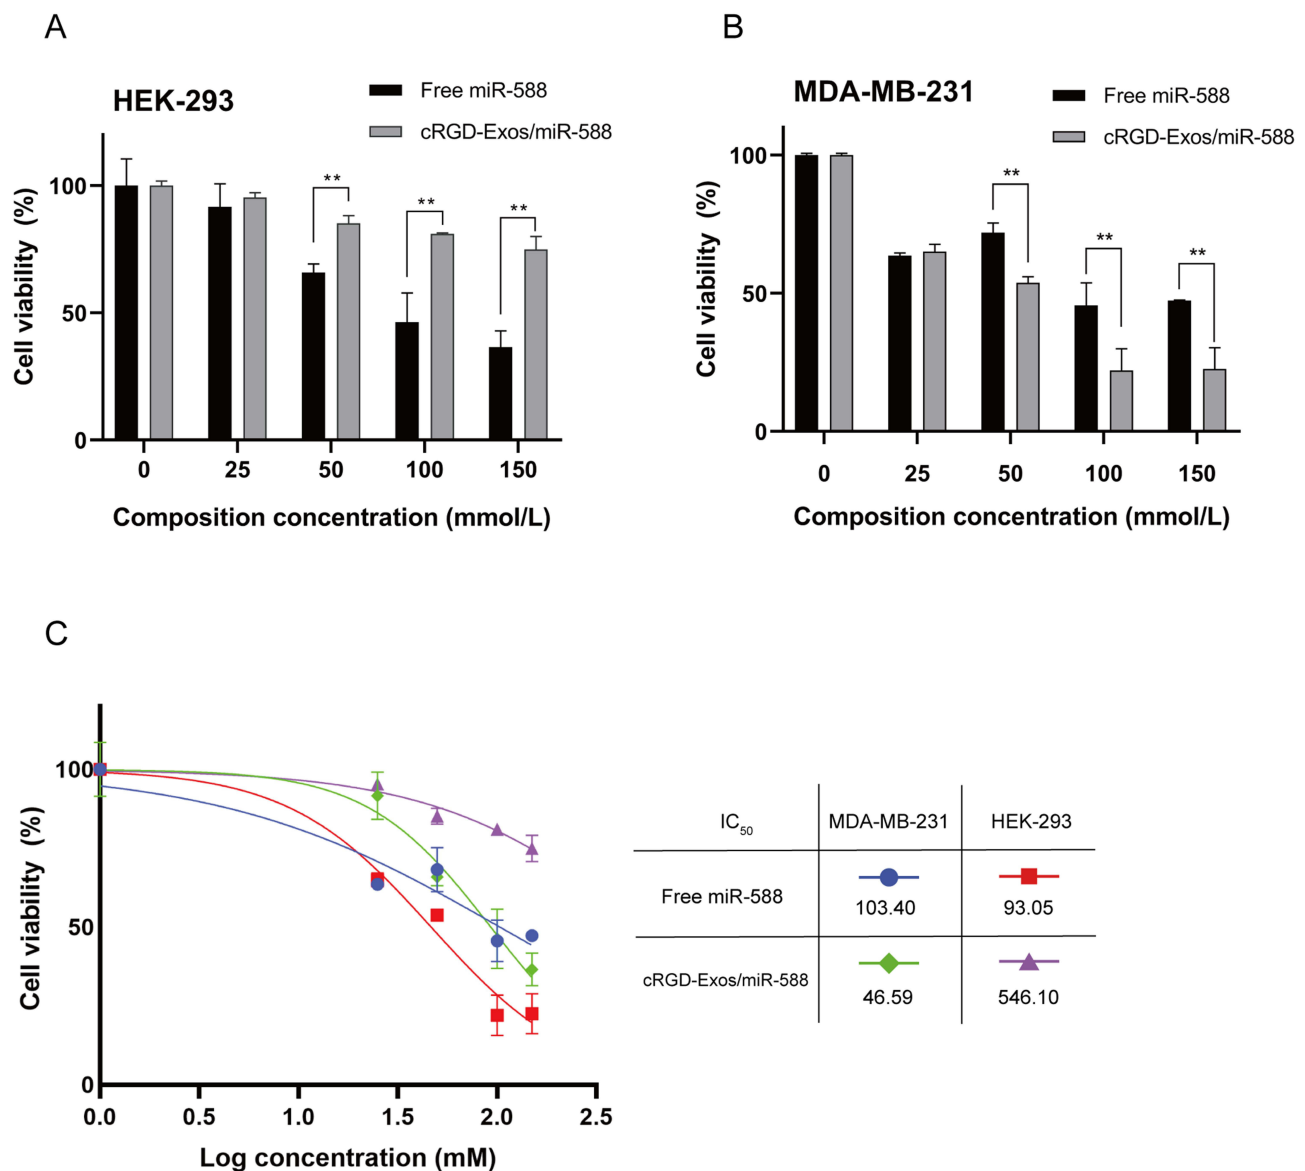 A
HEK-293
Free miR-588
cRGD-Exos/miR-588
Cell viability (%)
100
50
0
** ** **
0 25 50 100 150
Composition concentration (mmol/L)
B
MDA-MB-231
Free miR-588
cRGD-Exos/miR-588
Cell viability (%)
100
50
0
** ** **
0 25 50 100 150
Composition concentration (mmol/L)
C
Cell viability (%)
100
50
0
0.0 0.5 1.0 1.5 2.0 2.5
Log concentration (mM)
IC50 MDA-MB-231 HEK-293
Free miR-588 103.40 93.05
cRGD-Exos/miR-588 46.59 546.10